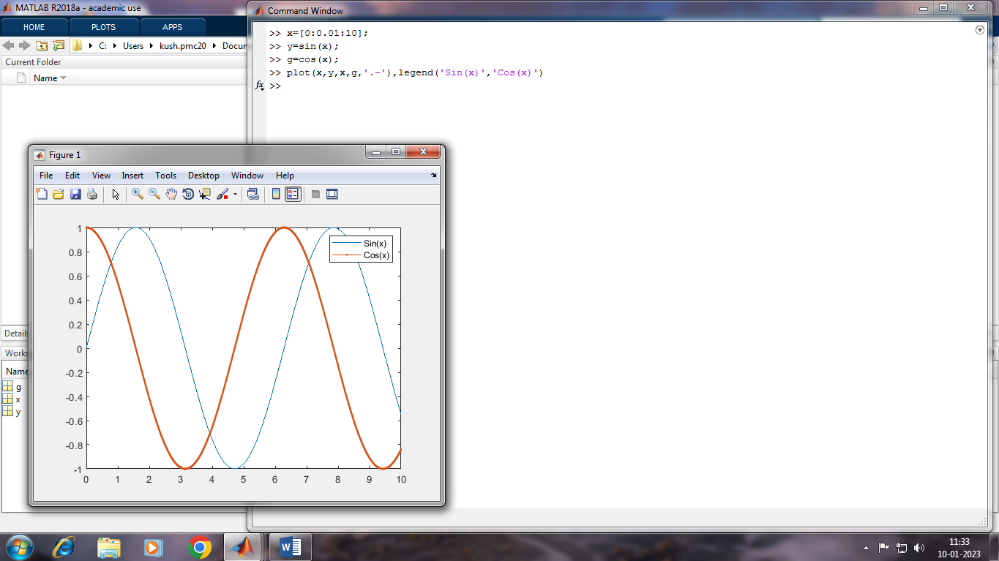 MATLAB R2018a - academic use
HOME PLOTS APPS
C: Users kush.pmc20 Docum
Current Folder
Name
Details
Works
Name
g
x
y
Command Window
>> x=[0:0.01:10];
>> y=sin(x);
>> g=cos(x);
>> plot(x,y,x,g,'.-'),legend('Sin(x)','Cos(x)')
fx >>
Figure 1
File Edit View Insert Tools Desktop Window Help
Sin(x)
Cos(x)
1
0.8
0.6
0.4
0.2
0
-0.2
-0.4
-0.6
-0.8
-1
0 1 2 3 4 5 6 7 8 9 10
11:33
10-01-2023